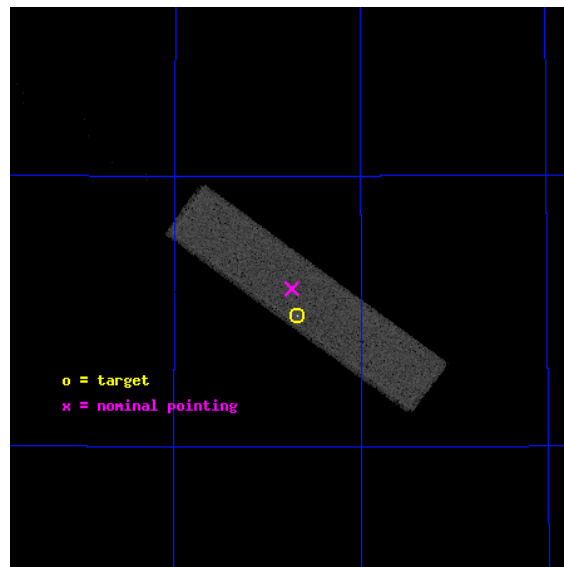 o = target
x = nominal pointing